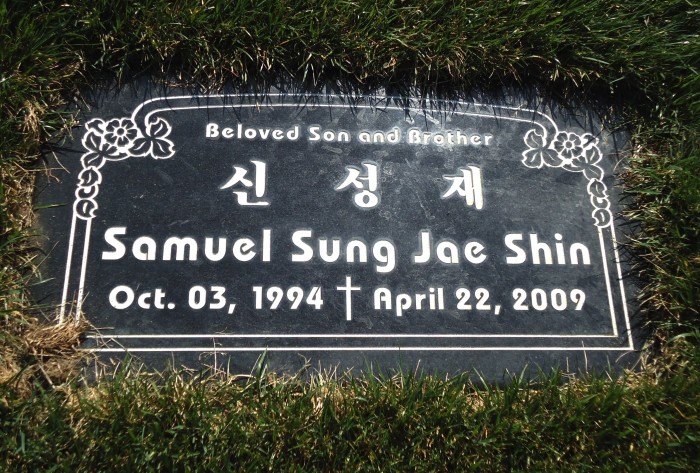 Beloved Son and Brother
신 성 재
Samuel Sung Jae Shin
Oct. 03, 1994 April 22, 2009